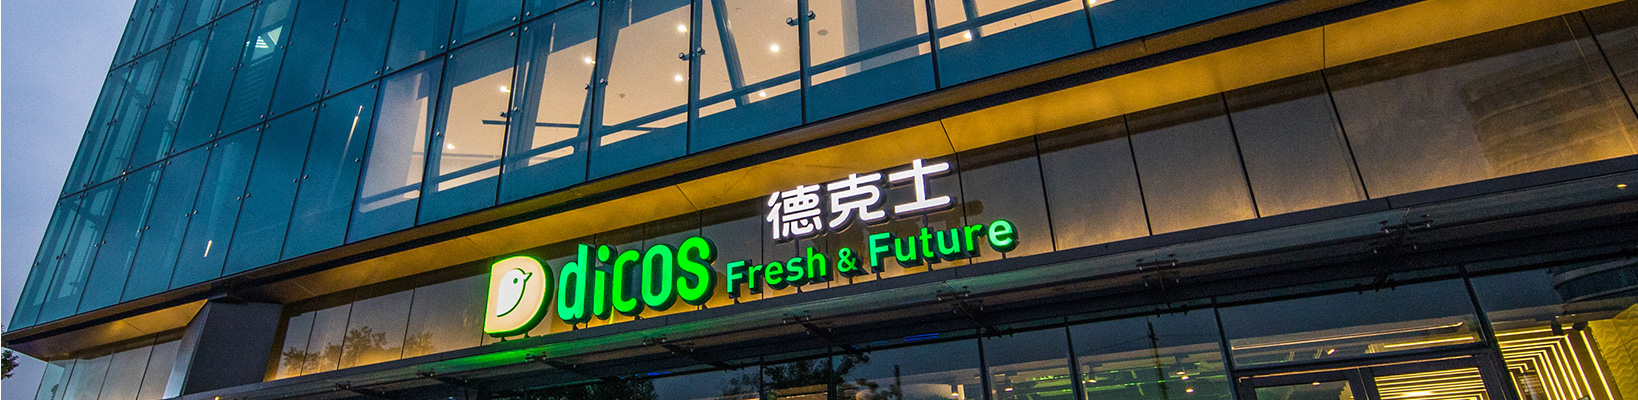 德克士
dicos Fresh & Future